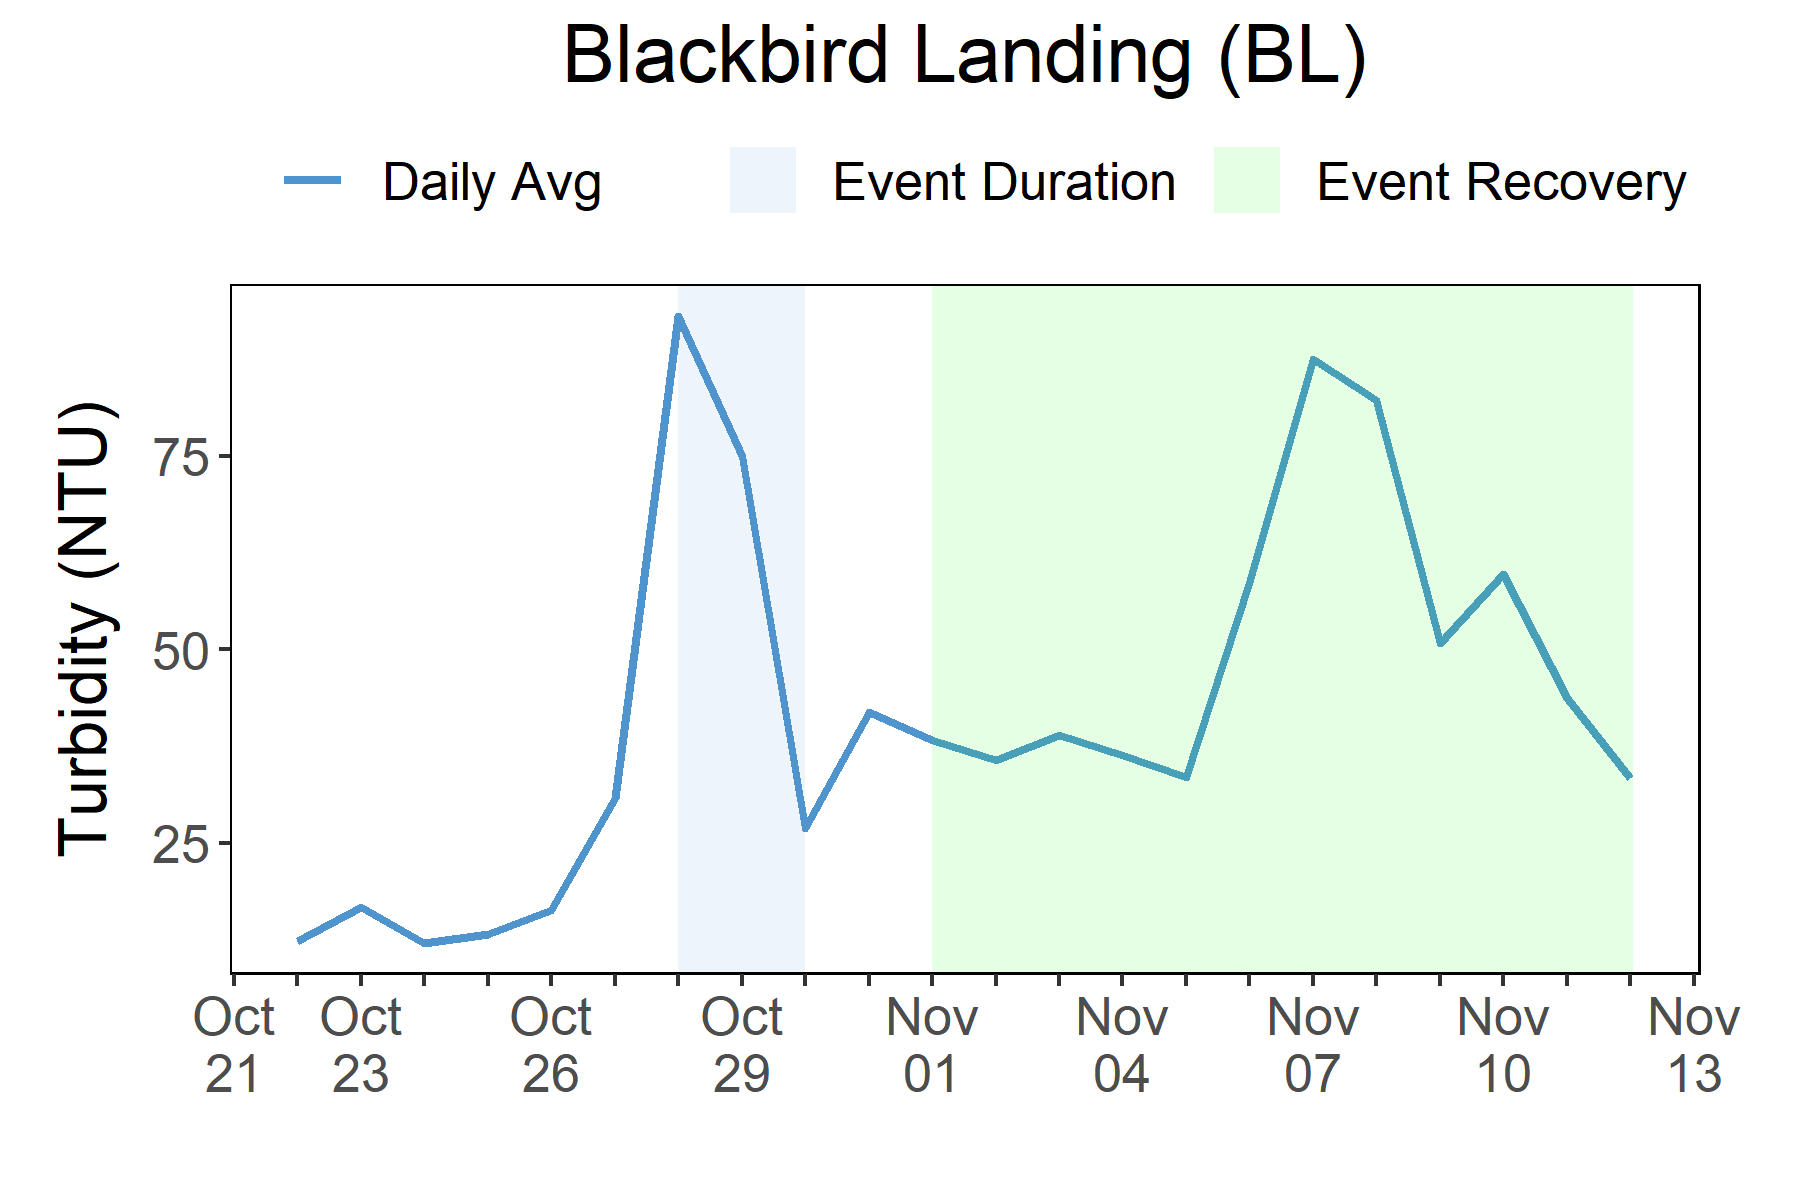 Blackbird Landing (BL)
Daily Avg Event Duration Event Recovery
Turbidity (NTU)
75
50
25
Oct Oct Oct Oct Nov Nov Nov Nov Nov
21 23 26 29 01 04 07 10 13